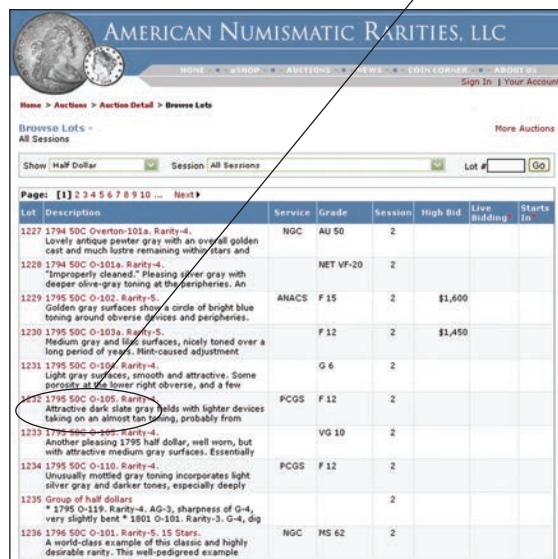 AMERICAN NUMISMATIC RARITIES, LLC
HOME eSHOP AUCTIONS NEWS COIN CORNER ABOUT US
Sign In | Your Account
Home > Auctions > Auction Detail > Browse Lots
Browse Lots -
More Auctions
All Sessions
Show Half Dollar Session All Sessions Lot # Go
Page: [1] 2 3 4 5 6 7 8 9 10 ... Next
Lot Description Service Grade Session High Bid Live Bidding* Starts In*
1227 1794 50C Overton-101a. Rarity-4. NGC AU 50 2
Lovely antique pewter gray with an overall golden
cast and much lustre remaining within stars and
1228 1794 50C O-101a. Rarity-4. NET VF-20 2
"Improperly cleaned." Pleasing silver gray with
deeper olive-gray toning at the peripheries. An
1229 1795 50C O-102. Rarity-5. ANACS F 15 2 $1,600
Golden gray surfaces show a circle of bright blue
toning around obverse devices and peripheries.
1230 1795 50C O-103a. Rarity-5. F 12 2 $1,450
Medium gray and lilac surfaces, nicely toned over a
long period of years. Mint-caused adjustment
1231 1795 50C O-104. Rarity-4. G 6 2
Light gray surfaces, smooth and attractive. Some
porosity at the lower right obverse, and a few
1232 1795 50C O-105. Rarity-4. PCGS F 12 2
Attractive dark slate gray fields with lighter devices
taking on an almost tan toning, probably from
1233 1795 50C O-105. Rarity-4. VG 10 2
Another pleasing 1795 half dollar, well worn, but
with attractive medium gray surfaces. Essentially
1234 1795 50C O-110. Rarity-4. PCGS F 12 2
Unusually mottled gray toning incorporates light
silver gray and darker tones, especially deeply
1235 Group of half dollars 2
* 1795 O-119. Rarity-4. AG-3, sharpness of G-4,
very slightly bent * 1801 O-101. Rarity-3. G-4, dig
1236 1796 50C O-101. Rarity-5. 15 Stars. NGC MS 62 2
A world-class example of this classic and highly
desirable rarity. This well-pedigreed example